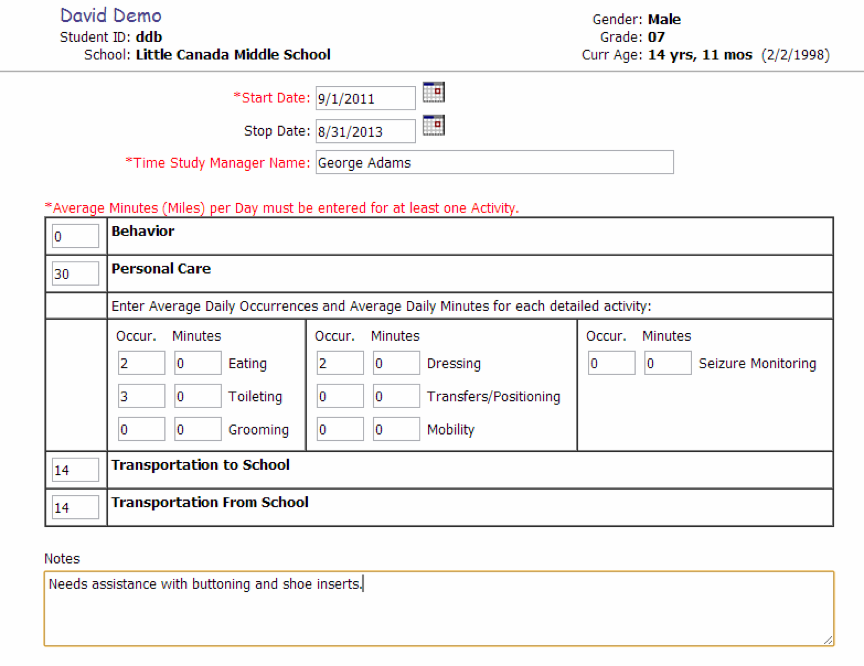 David Demo
Student ID: ddb
School: Little Canada Middle School
Gender: Male
Grade: 07
Curr Age: 14 yrs, 11 mos (2/2/1998)
*Start Date: 9/1/2011
Stop Date: 8/31/2013
*Time Study Manager Name: George Adams
*Average Minutes (Miles) per Day must be entered for at least one Activity.
0 Behavior
30 Personal Care
Enter Average Daily Occurrences and Average Daily Minutes for each detailed activity:
Occur. Minutes Occur. Minutes Occur. Minutes
2 0 Eating 2 0 Dressing 0 0 Seizure Monitoring
3 0 Toileting 0 0 Transfers/Positioning
0 0 Grooming 0 0 Mobility
14 Transportation to School
14 Transportation From School
Notes
Needs assistance with buttoning and shoe inserts.